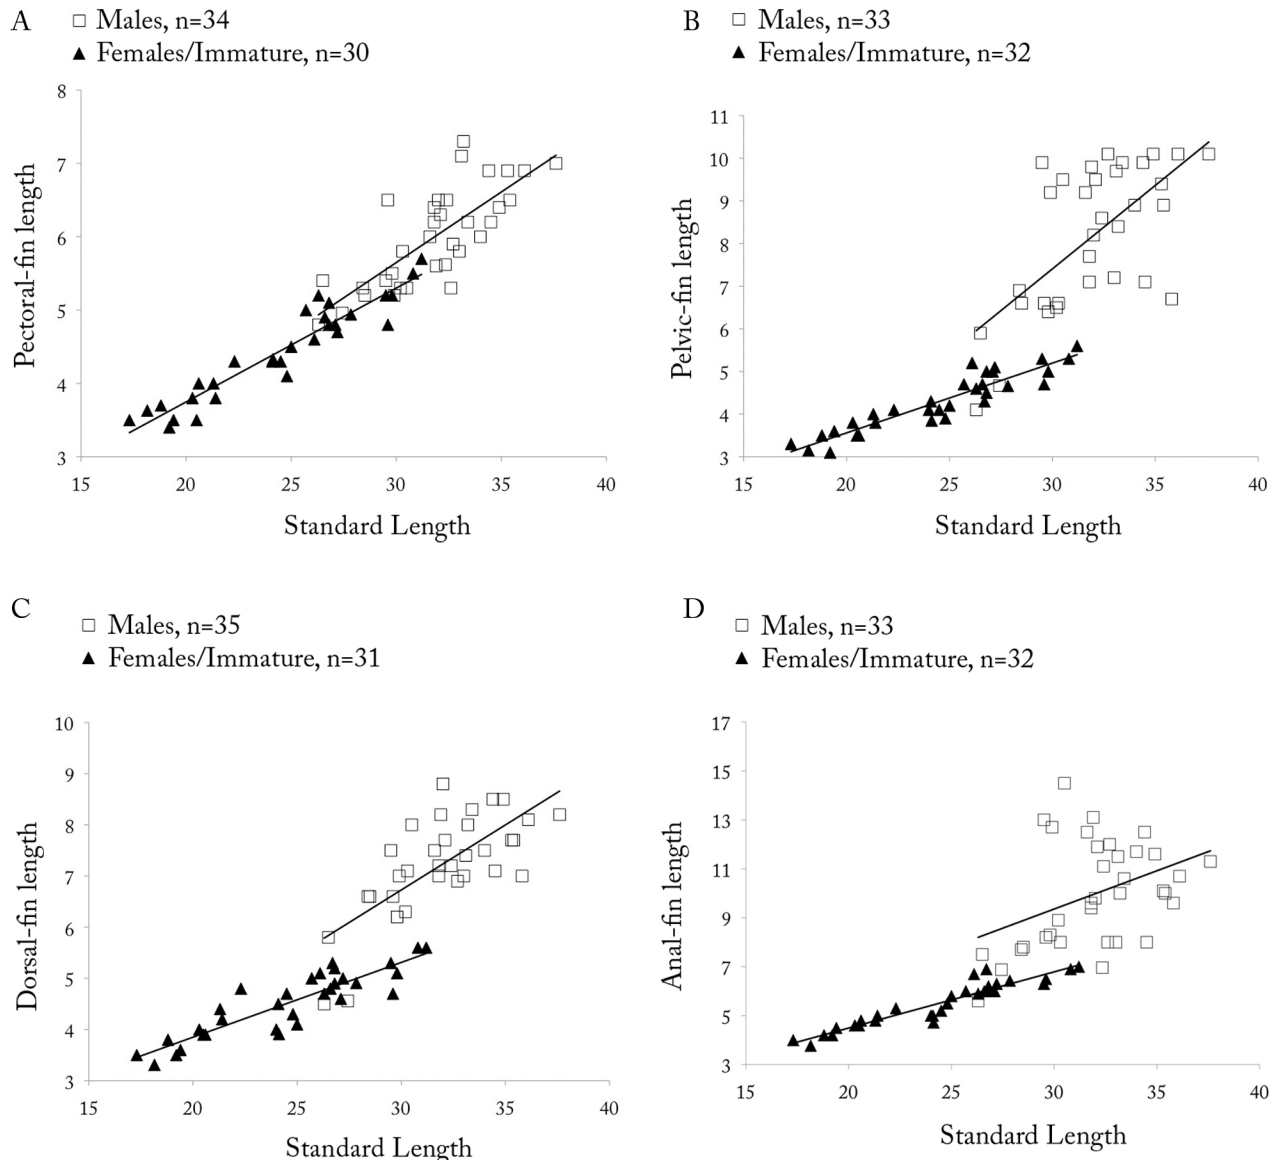 A
Males, n=34
Females/Immature, n=30
8
7
6
5
4
3
Pectoral-fin length
15 20 25 30 35 40
Standard Length
B
Males, n=33
Females/Immature, n=32
11
10
9
8
7
6
5
4
3
Pelvic-fin length
15 20 25 30 35 40
Standard Length
C
Males, n=35
Females/Immature, n=31
10
9
8
7
6
5
4
3
Dorsal-fin length
15 20 25 30 35 40
Standard Length
D
Males, n=33
Females/Immature, n=32
17
15
13
11
9
7
5
3
Anal-fin length
15 20 25 30 35 40
Standard Length